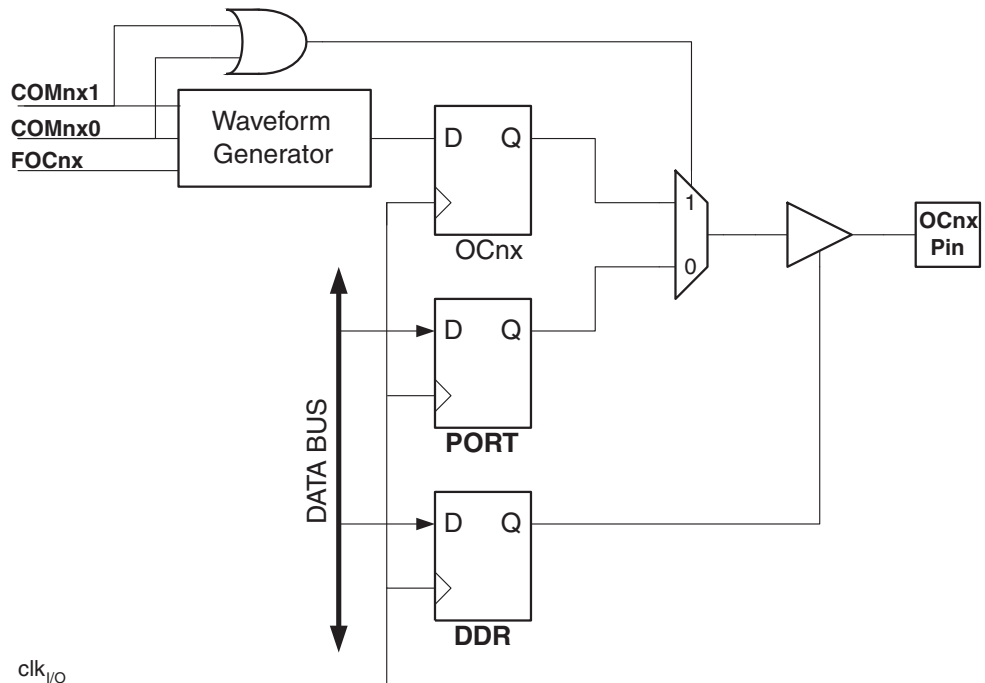 COMnx1
COMnx0
FOCnx
Waveform
Generator
D Q
OCnx
1
0
OCnx
Pin
D Q
PORT
DATA BUS
D Q
DDR
clkI/O